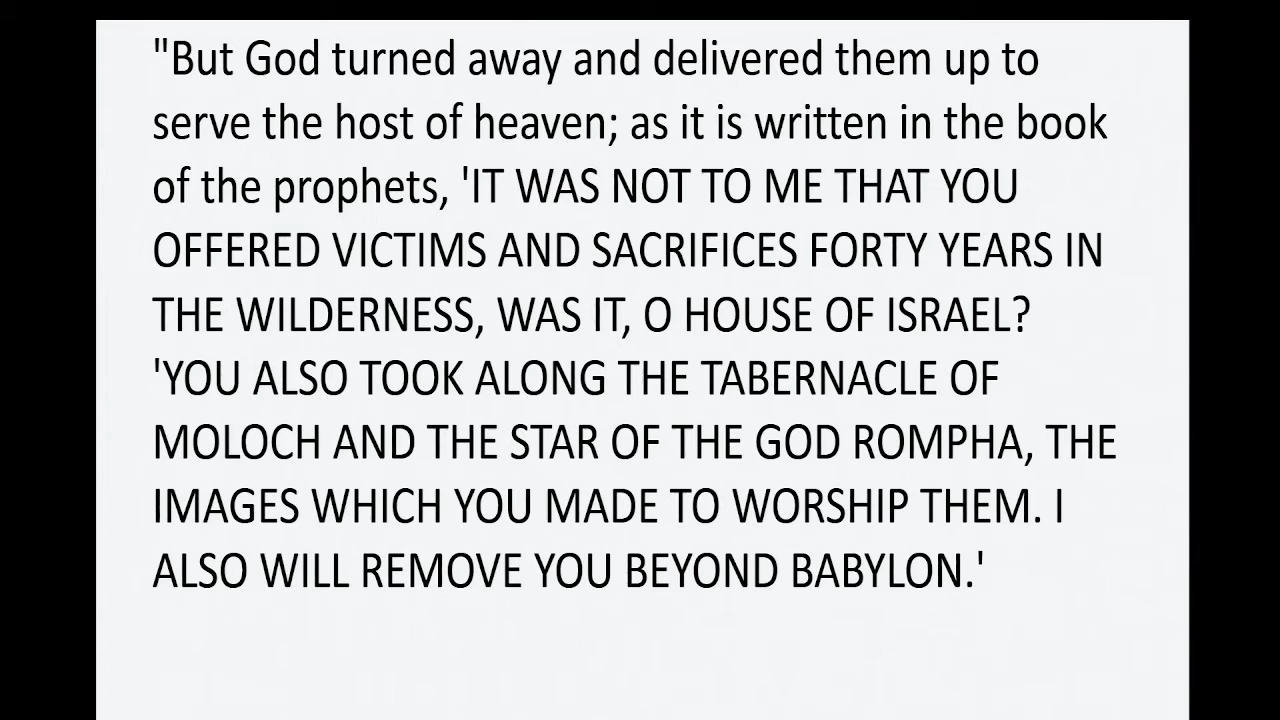 "But God turned away and delivered them up to
serve the host of heaven; as it is written in the book
of the prophets, 'IT WAS NOT TO ME THAT YOU
OFFERED VICTIMS AND SACRIFICES FORTY YEARS IN
THE WILDERNESS, WAS IT, O HOUSE OF ISRAEL?
'YOU ALSO TOOK ALONG THE TABERNACLE OF
MOLOCH AND THE STAR OF THE GOD ROMPHA, THE
IMAGES WHICH YOU MADE TO WORSHIP THEM. I
ALSO WILL REMOVE YOU BEYOND BABYLON.'